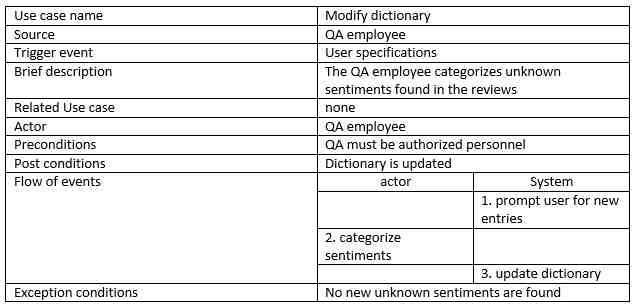 Use case name Modify dictionary
Source QA employee
Trigger event User specifications
Brief description The QA employee categorizes unknown
sentiments found in the reviews
Related Use case none
Actor QA employee
Preconditions QA must be authorized personnel
Post conditions Dictionary is updated
Flow of events actor System
1. prompt user for new
entries
2. categorize
sentiments
3. update dictionary
Exception conditions No new unknown sentiments are found